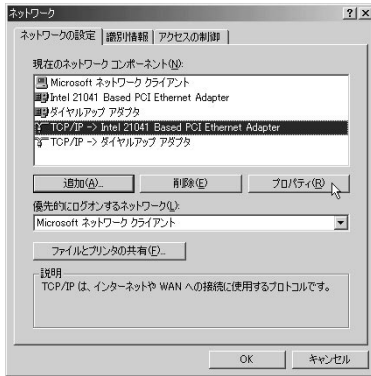 ネットワーク
ネットワークの設定 識別情報 アクセスの制御
現在のネットワーク コンポーネント(N):
Microsoft ネットワーク クライアント
Intel 21041 Based PCI Ethernet Adapter
ダイヤルアップ アダプタ
TCP/IP -> Intel 21041 Based PCI Ethernet Adapter
TCP/IP -> ダイヤルアップ アダプタ
追加(A)... 削除(E) プロパティ(R)
優先的にログオンするネットワーク(L):
Microsoft ネットワーク クライアント
ファイルとプリンタの共有(F)...
説明
TCP/IP は、インターネットや WAN への接続に使用するプロトコルです。
OK キャンセル